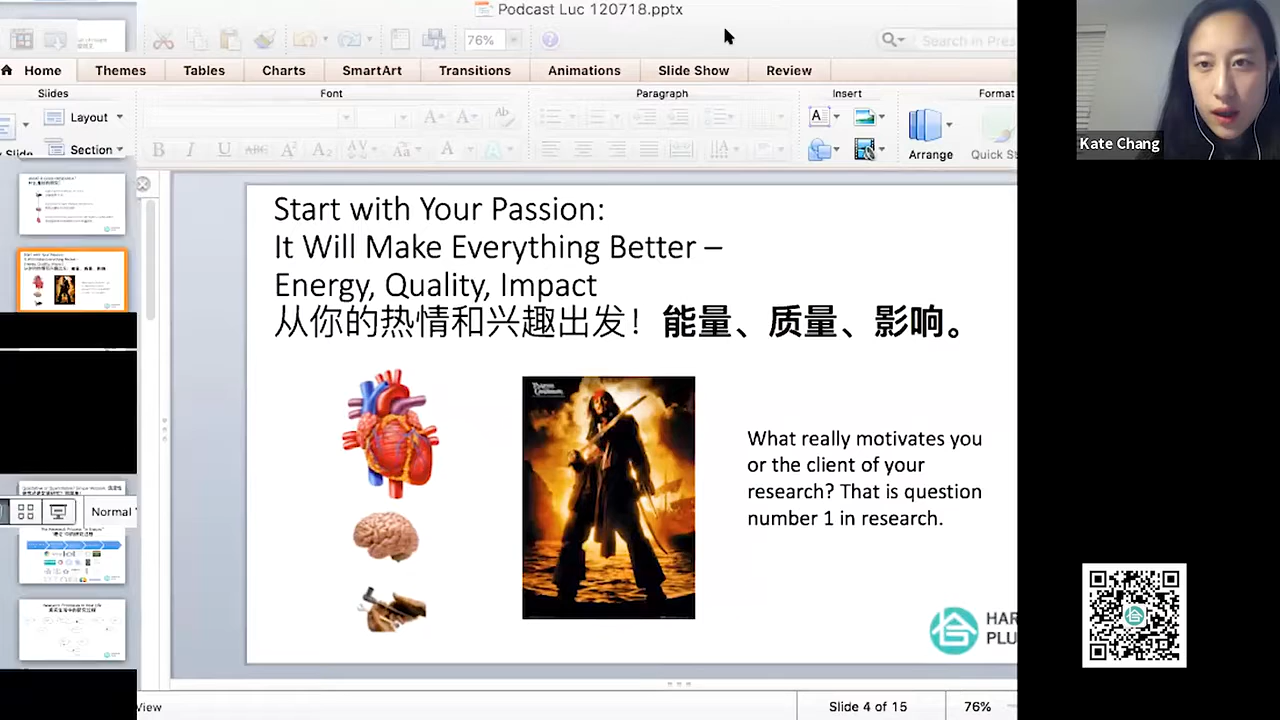 Podcast Luc 120718.pptx
76%
Home Themes Tables Charts SmartArt Transitions Animations Slide Show Review
Slides Font Paragraph Insert Format
Layout
Section
Arrange
Kate Chang
Start with Your Passion:
It Will Make Everything Better –
Energy, Quality, Impact
从你的热情和兴趣出发！能量、质量、影响。
What really motivates you
or the client of your
research? That is question
number 1 in research.
Normal
View
Slide 4 of 15
76%